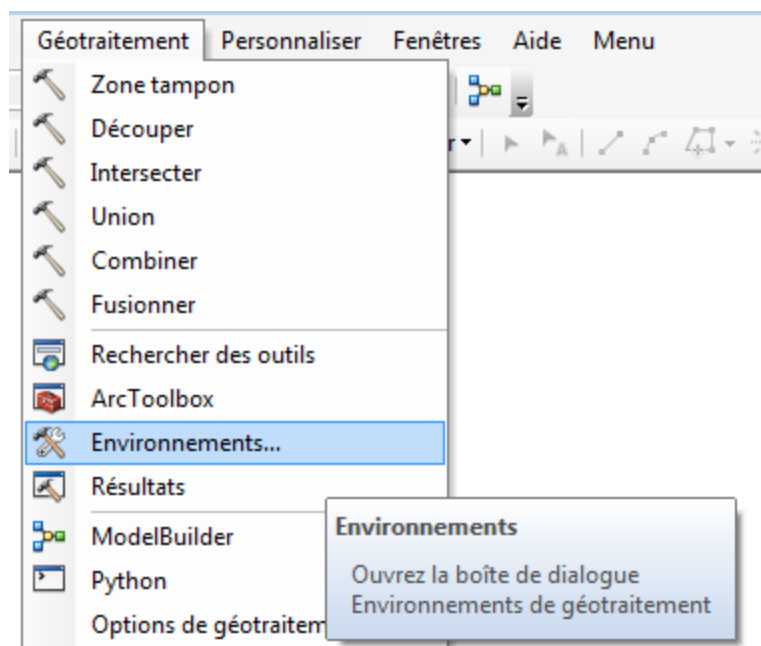 Géotraitement Personnaliser Fenêtres Aide Menu
Zone tampon
Découper
Intersecter
Union
Combiner
Fusionner
Rechercher des outils
ArcToolbox
Environnements...
Résultats
ModelBuilder
Python
Options de géotraitem
Environnements
Ouvrez la boîte de dialogue
Environnements de géotraitement